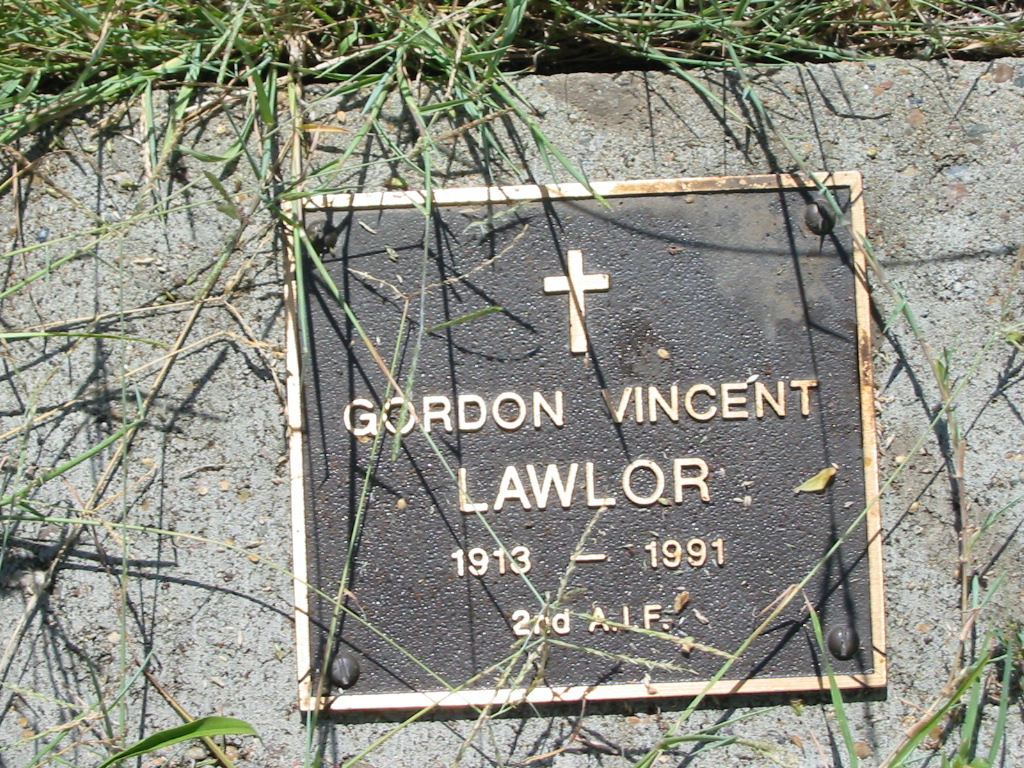 GORDON VINCENT
LAWLOR
1913 — 1991
2nd A.I.F.